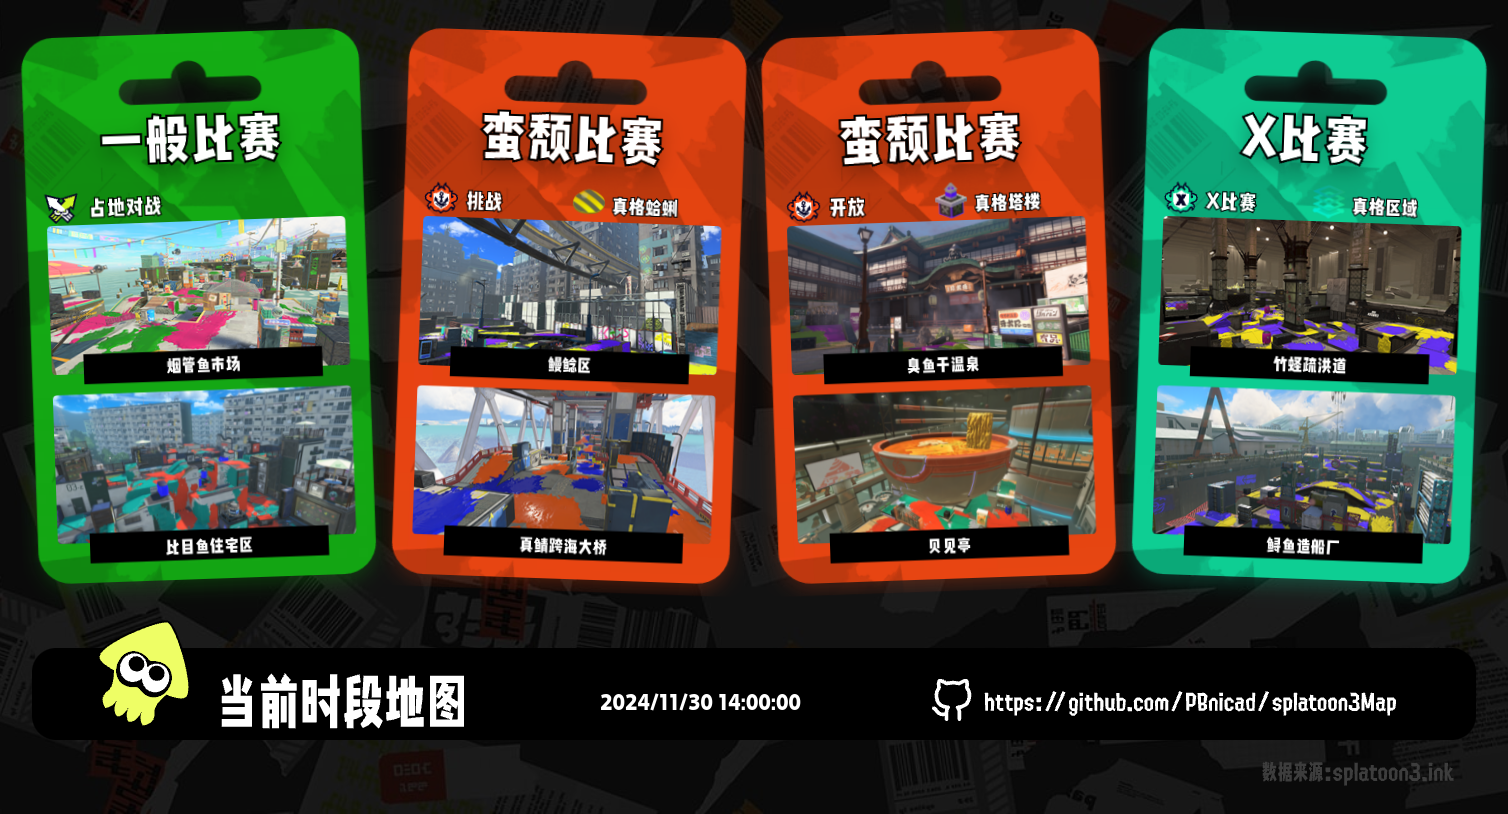 一般比赛
占地对战
烟管鱼市场
比目鱼住宅区
蛮颓比赛
挑战 真格蛤蜊
鳗鲶区
真鲭跨海大桥
蛮颓比赛
开放 真格塔楼
臭鱼干温泉
贝贝亭
X比赛
X比赛 真格区域
竹蛏疏洪道
鲟鱼造船厂
当前时段地图
2024/11/30 14:00:00
https://github.com/PBnicad/splatoon3Map
数据来源:splatoon3.ink